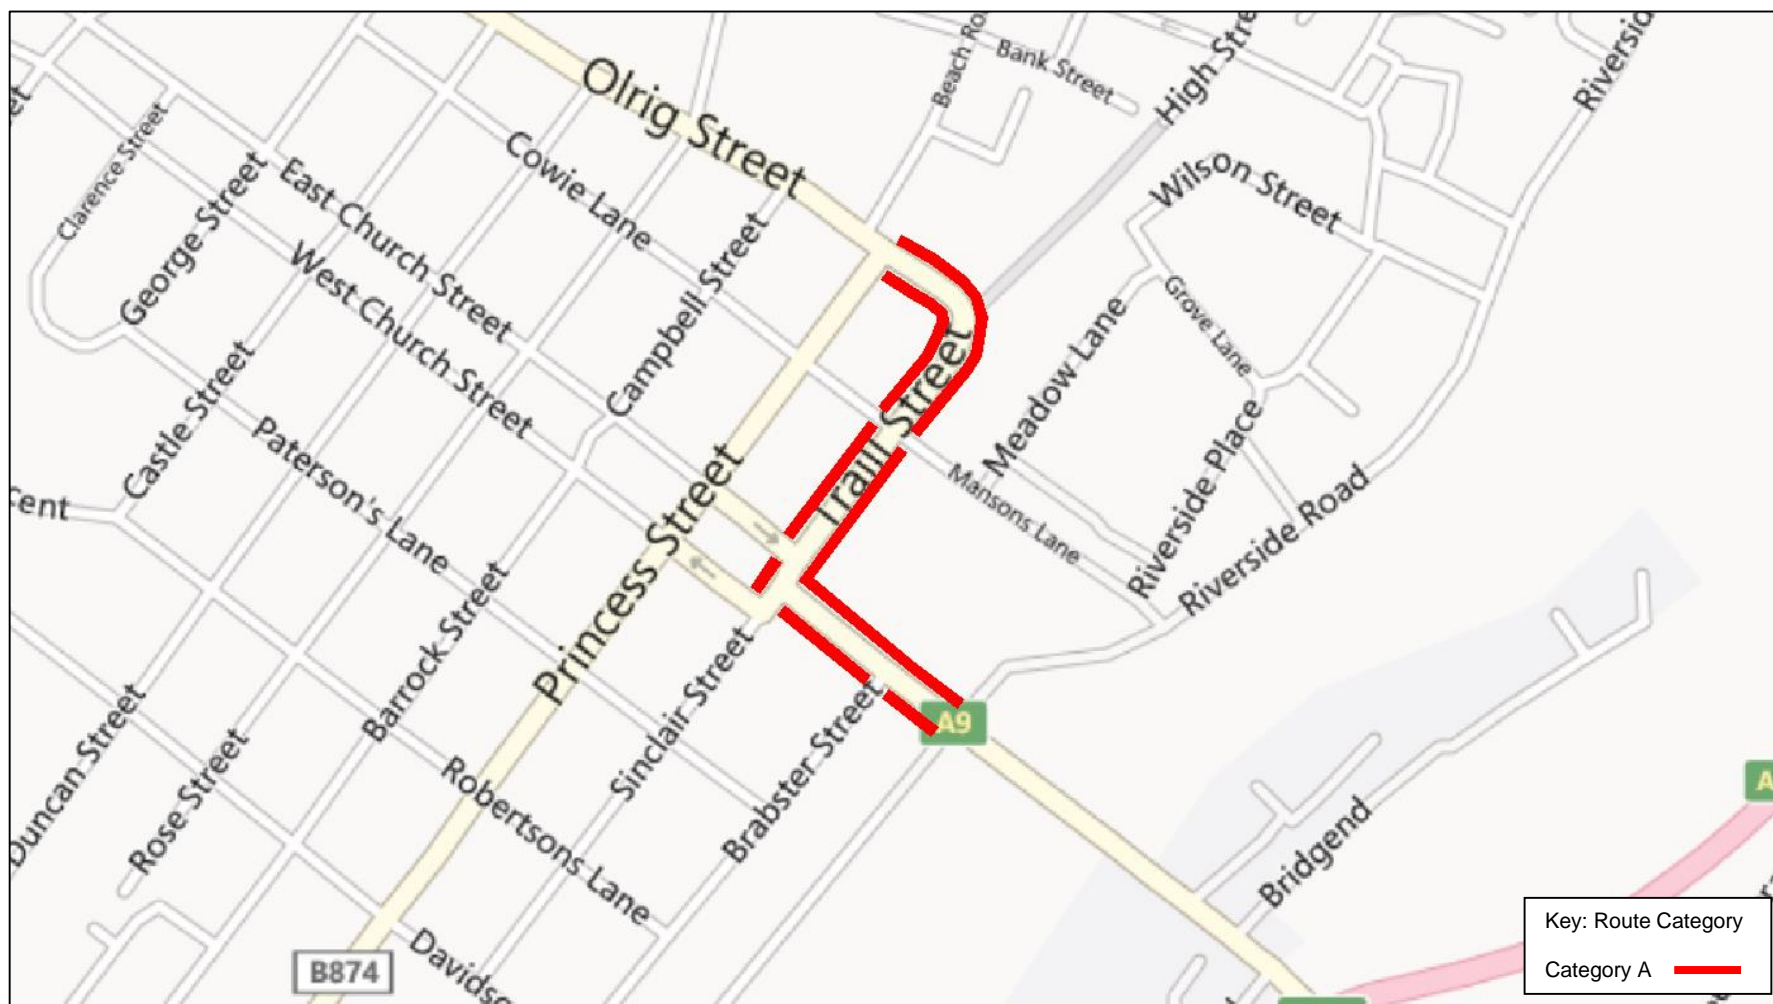 Olrig Street
Beach Ro
Bank Street
High Stre
Riversid
Clarence Street
George Street
East Church Street
Cowie Lane
West Church Street
Campbell Street
Wilson Street
Grove Lane
Meadow Lane
Castle Street
Paterson's Lane
cent
Traill Street
Mansons Lane
Riverside Place
Riverside Road
Princess Street
Barrock Street
Sinclair Street
Brabster Street
A9
Duncan Street
Rose Street
Robertsons Lane
Davidso
B874
Bridgend
A
Key: Route Category
Category A